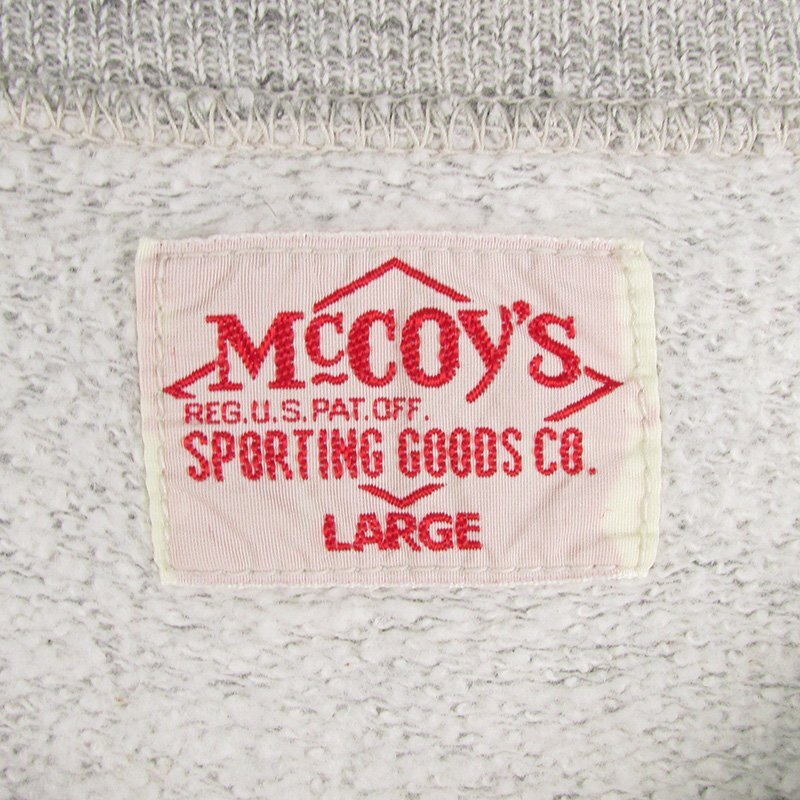 McCOY'S
REG.U.S.PAT.OFF.
SPORTING GOODS CO.
LARGE